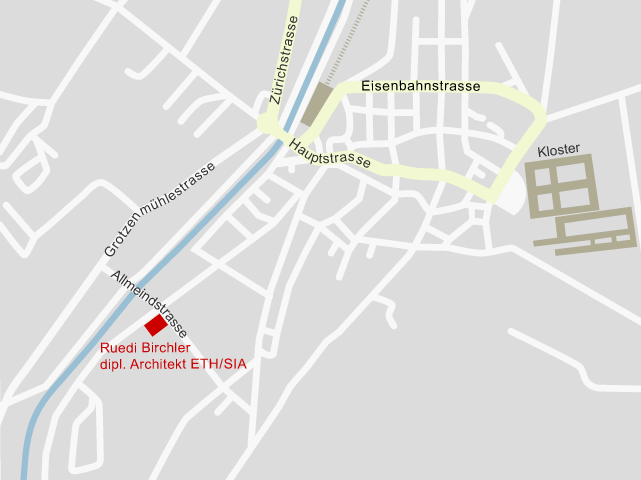 Zürichstrasse
Eisenbahnstrasse
Hauptstrasse
Kloster
Grotzenmühlestrasse
Allmeindstrasse
Ruedi Birchler
dipl. Architekt ETH/SIA